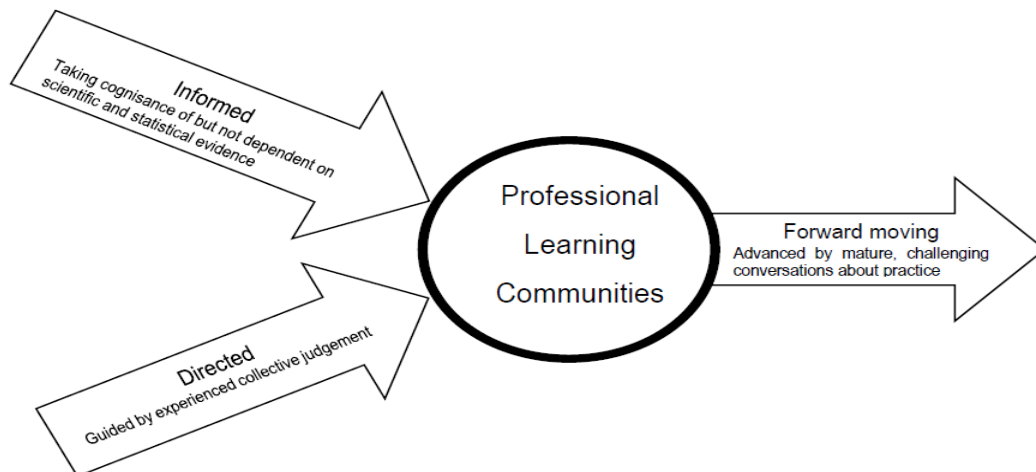 Informed
Taking cognisance of but not dependent on
scientific and statistical evidence
Directed
Guided by experienced collective judgement
Professional
Learning
Communities
Forward moving
Advanced by mature, challenging
conversations about practice